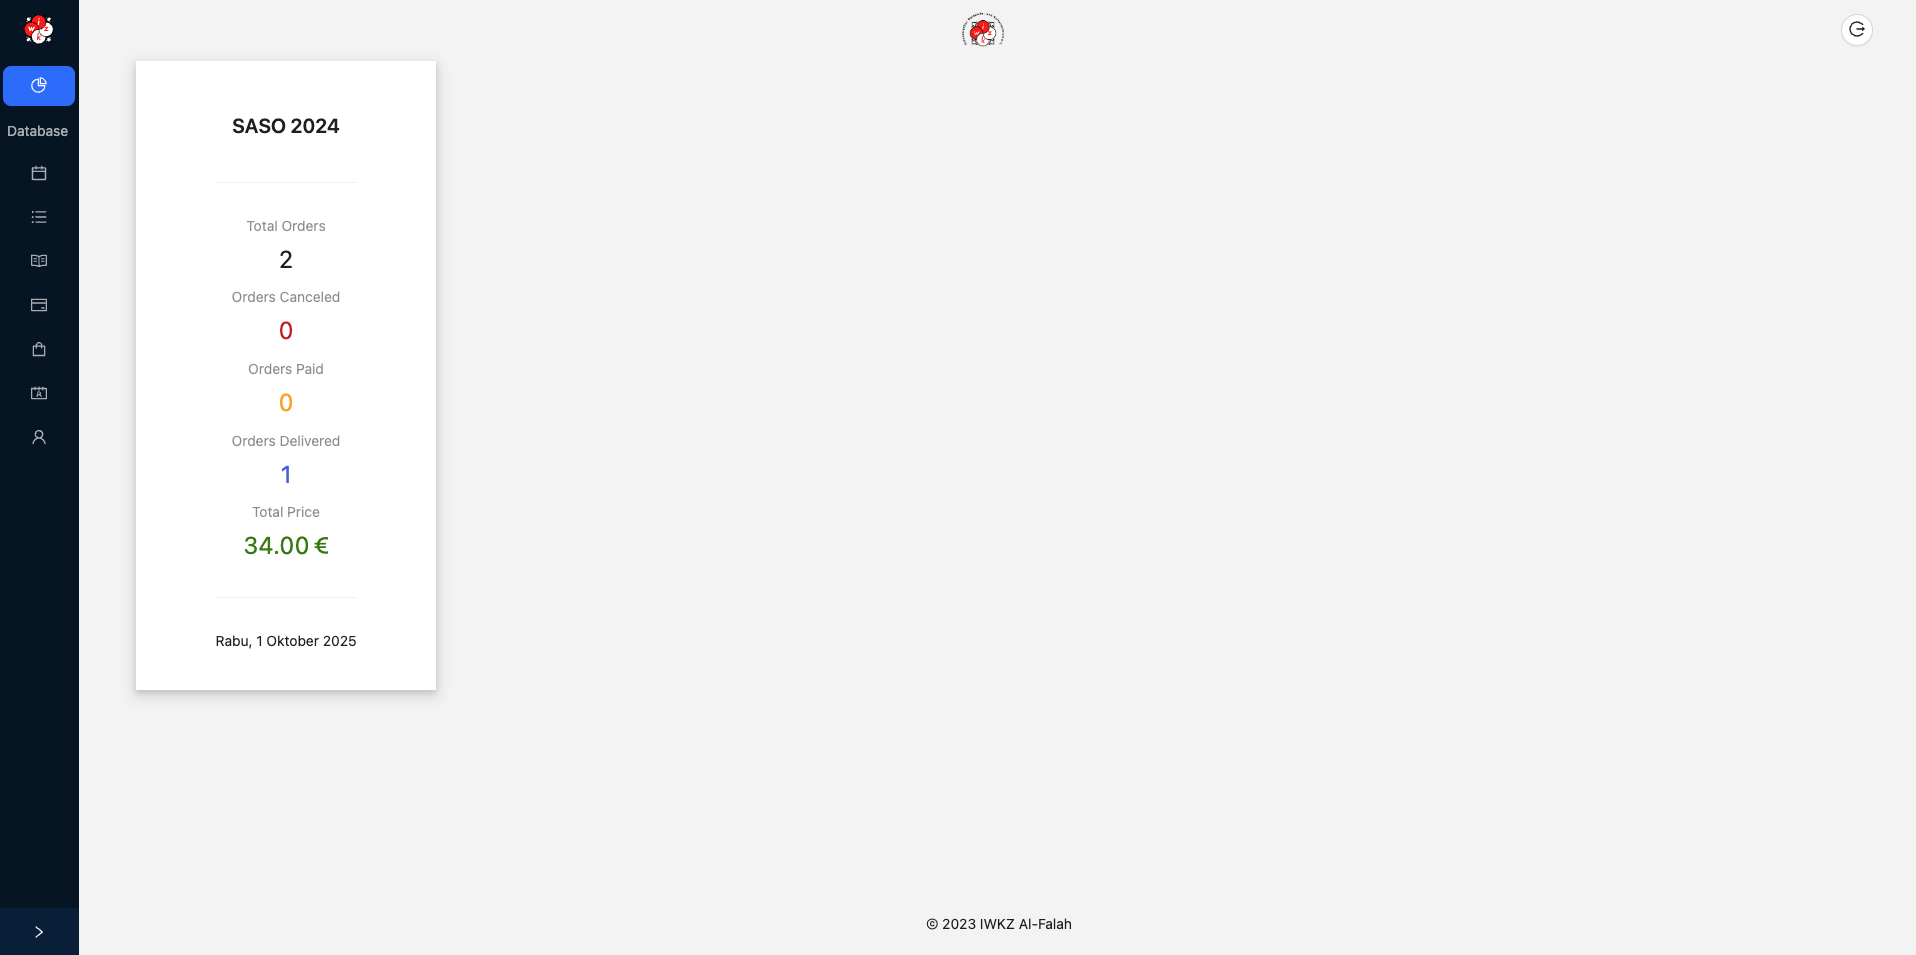 Database
SASO 2024
Total Orders
2
Orders Canceled
0
Orders Paid
0
Orders Delivered
1
Total Price
34.00 €
Rabu, 1 Oktober 2025
© 2023 IWKZ Al-Falah